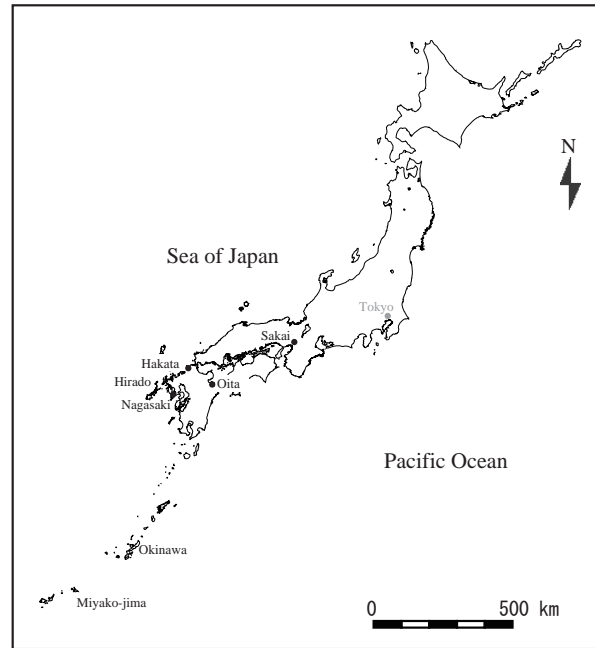 N
Sea of Japan
Tokyo
Sakai
Hakata
Hirado
Oita
Nagasaki
Pacific Ocean
Okinawa
Miyako-jima
0 500 km